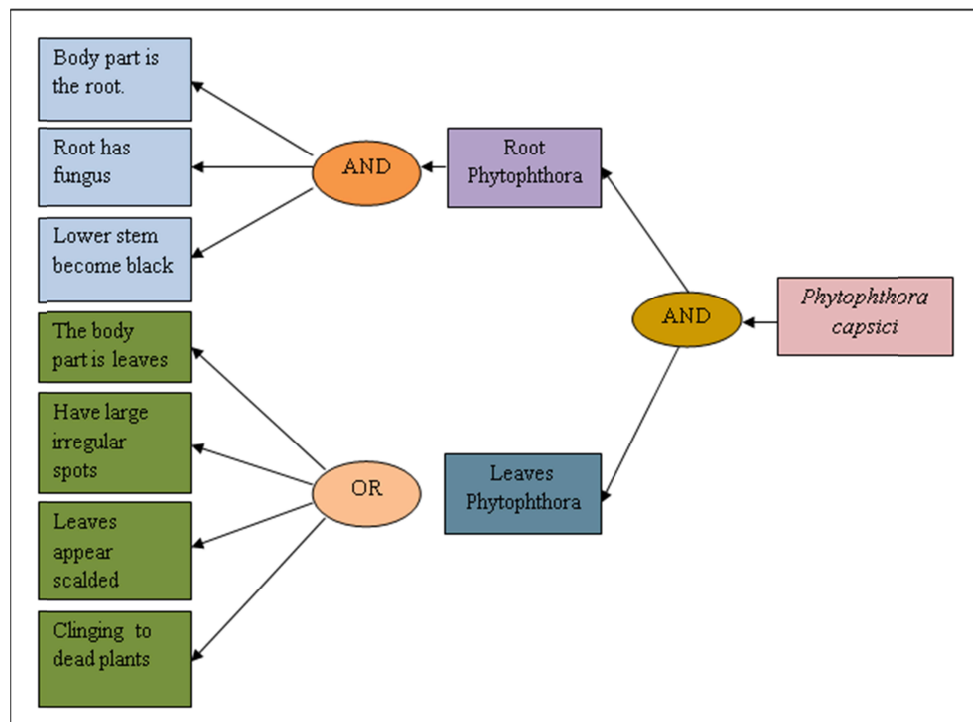 Body part is
the root.
Root has
fungus
Lower stem
become black
AND
Root
Phytophthora
The body
part is leaves
Have large
irregular
spots
Leaves
appear
scalded
Clinging to
dead plants
OR
Leaves
Phytophthora
AND
Phytophthora
capsici